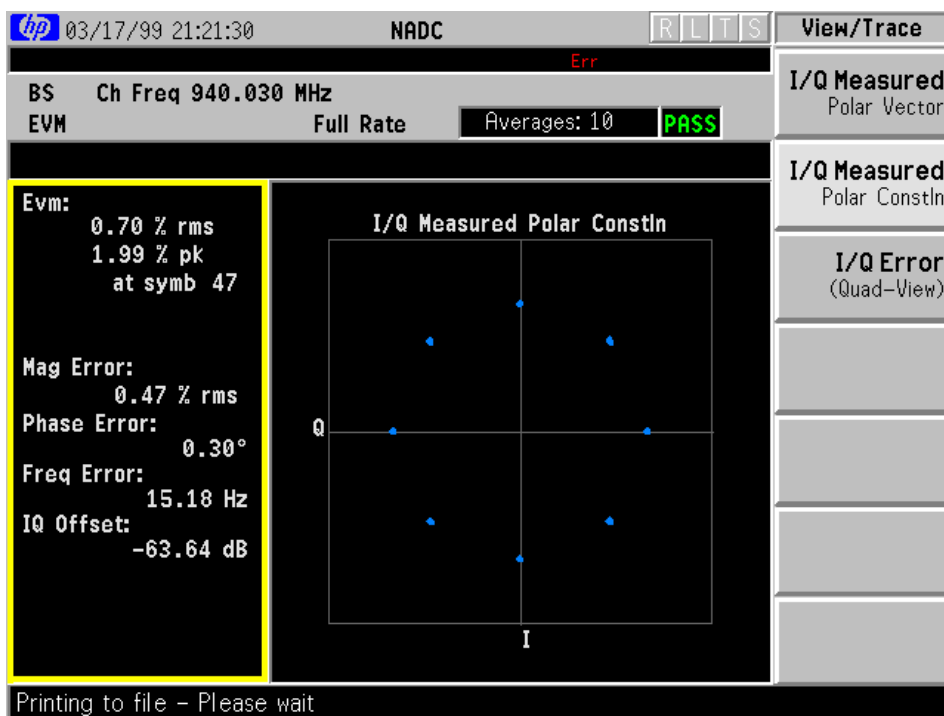 hp 03/17/99 21:21:30 NADC R L T S View/Trace
Err
BS Ch Freq 940.030 MHz
EVM Full Rate Averages: 10 PASS
I/Q Measured
Polar Vector
I/Q Measured
Polar Constln
I/Q Error
(Quad-View)
Evm:
0.70 % rms
1.99 % pk
at symb 47
Mag Error:
0.47 % rms
Phase Error:
0.30°
Freq Error:
15.18 Hz
IQ Offset:
-63.64 dB
I/Q Measured Polar Constln
Q
I
Printing to file – Please wait